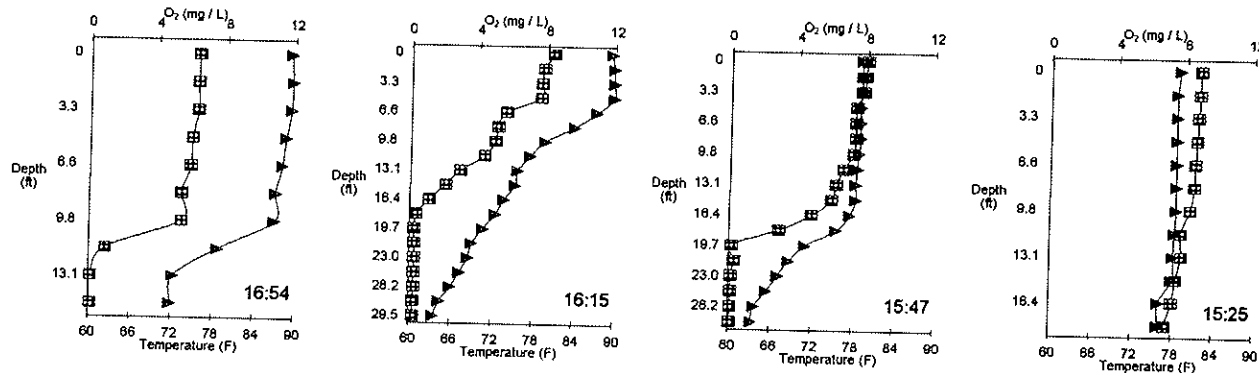 O₂ (mg / L)
0 4 8 12
0
3.3
Depth
(ft)
6.6
9.8
13.1
16:54
60 66 72 78 84 90
Temperature (F)
O₂ (mg / L)
0 4 8 12
0
3.3
6.6
9.8
Depth
(ft)
13.1
16.4
19.7
23.0
26.2
29.5
16:15
60 66 72 78 84 90
Temperature (F)
O₂ (mg / L)
0 4 8 12
0
3.3
6.6
9.8
Depth
(ft)
13.1
16.4
19.7
23.0
26.2
15:47
60 66 72 78 84 90
Temperature (F)
O₂ (mg / L)
0 4 8 12
0
3.3
6.6
Depth
(ft)
9.8
13.1
16.4
15:25
60 66 72 78 84 90
Temperature (F)